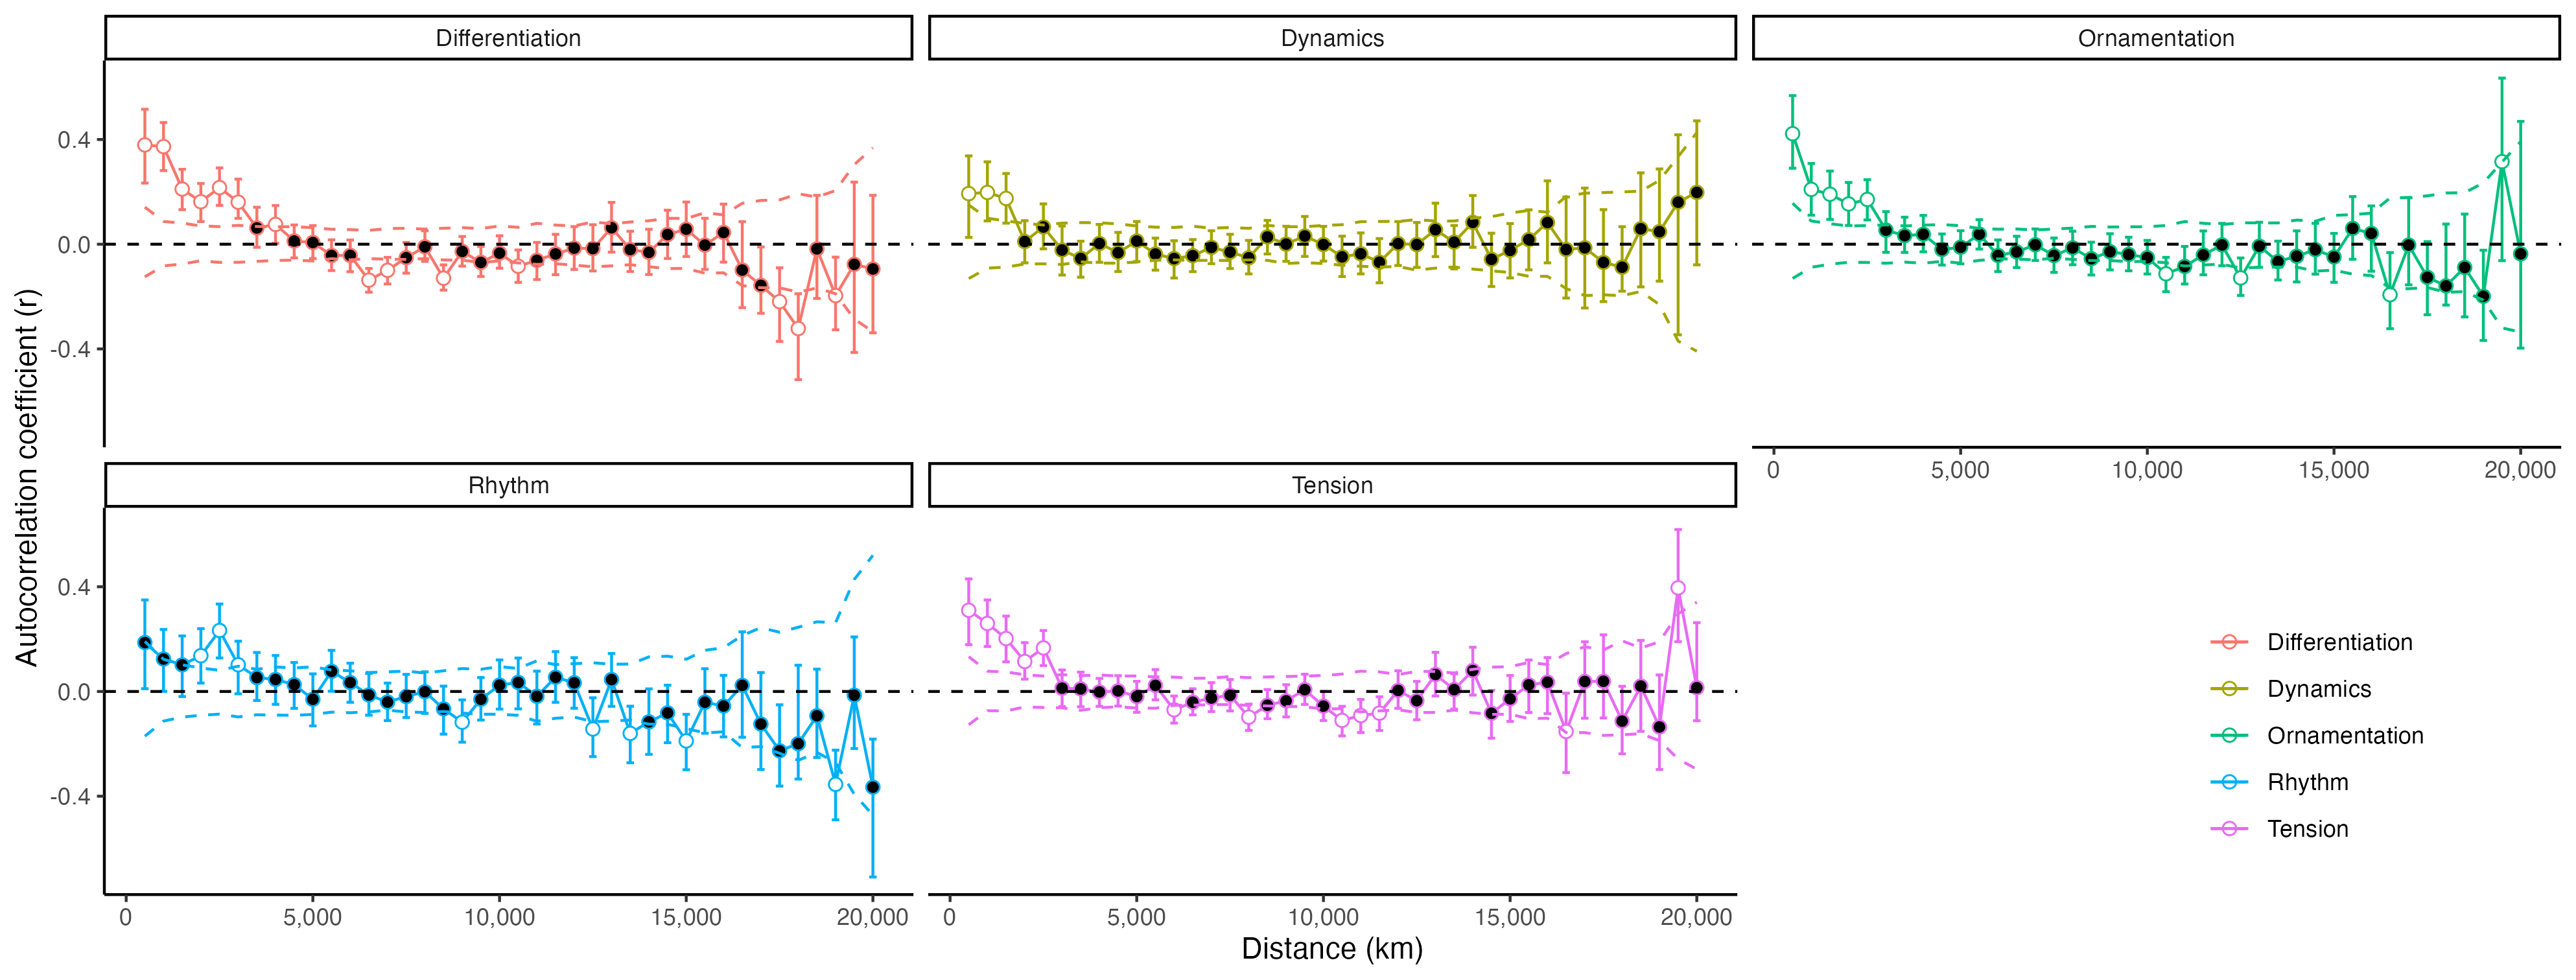 Differentiation
Dynamics
Ornamentation
Autocorrelation coefficient (r)
0.4
0.0
-0.4
0 5,000 10,000 15,000 20,000
Rhythm
Tension
0.4
0.0
-0.4
0 5,000 10,000 15,000 20,000
0 5,000 10,000 15,000 20,000
Distance (km)
Differentiation
Dynamics
Ornamentation
Rhythm
Tension